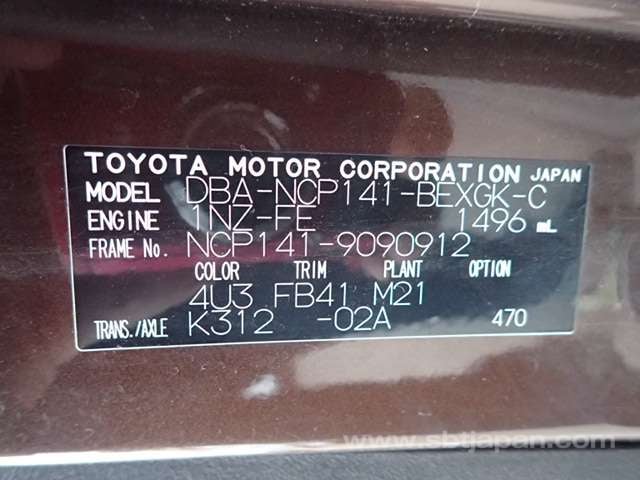 TOYOTA MOTOR CORPORATION JAPAN
MODEL DBA-NCP141-BEXGK-C
ENGINE 1NZ-FE 1496 mL
FRAME No. NCP141-9090912
COLOR TRIM PLANT OPTION
4U3 FB41 M21
TRANS./AXLE K312 -02A 470
www.sbtjapan.com